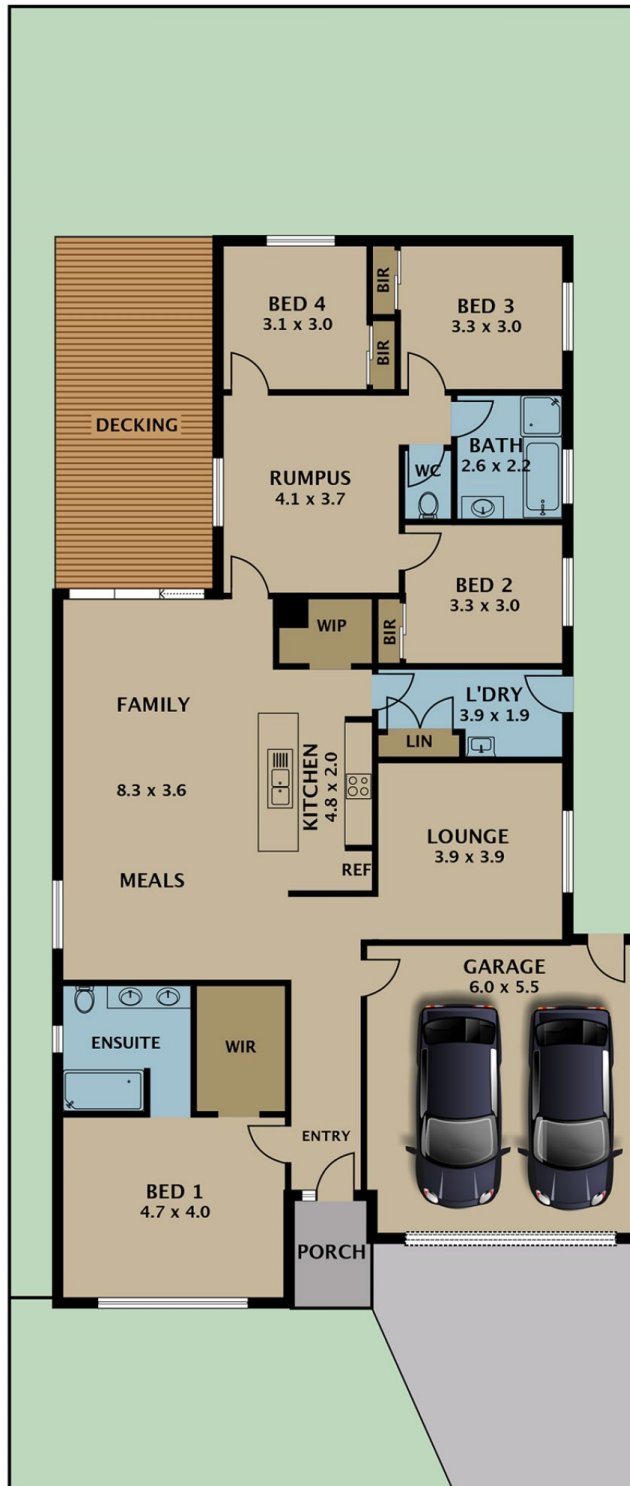 BED 4
3.1 x 3.0
BIR
BIR
BED 3
3.3 x 3.0
DECKING
RUMPUS
4.1 x 3.7
WC
BATH
2.6 x 2.2
BED 2
3.3 x 3.0
BIR
WIP
FAMILY
8.3 x 3.6
MEALS
KITCHEN
4.8 x 2.0
REF
L'DRY
3.9 x 1.9
LIN
LOUNGE
3.9 x 3.9
GARAGE
6.0 x 5.5
ENSUITE
WIR
ENTRY
BED 1
4.7 x 4.0
PORCH